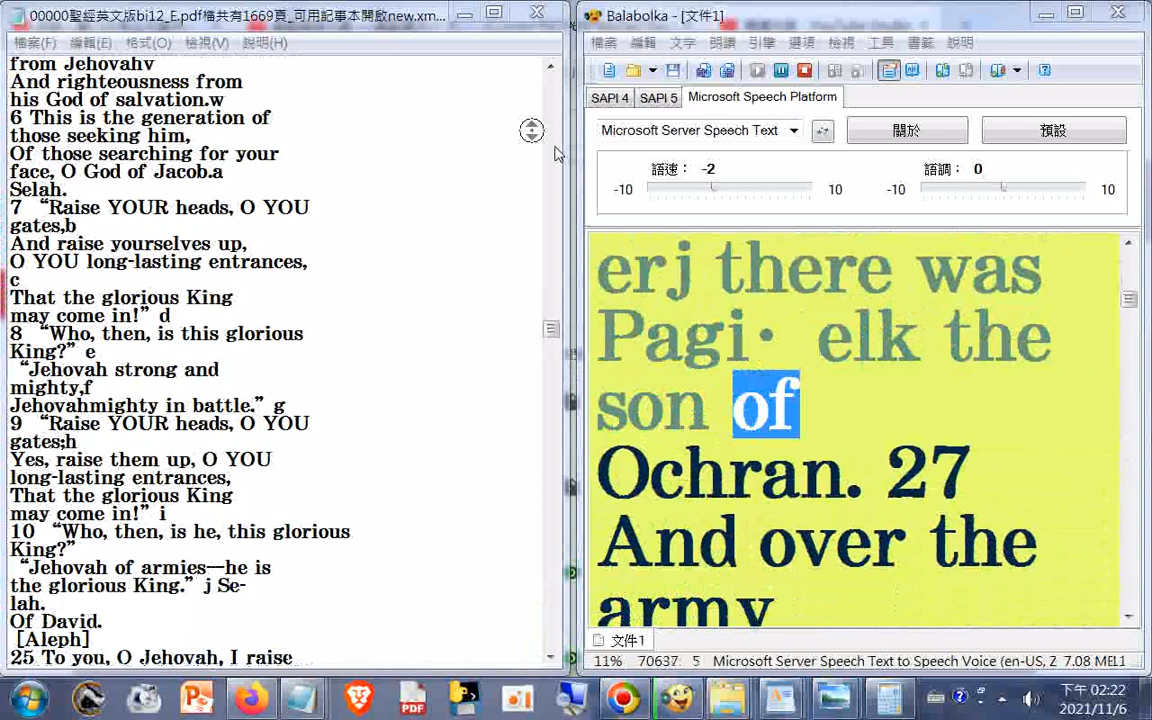 00000聖經英文版bi12_E.pdf檔共有1669頁_可用記事本開啟new.xm...
檔案(F) 編輯(E) 格式(O) 檢視(V) 說明(H)
from Jehovahv
And righteousness from
his God of salvation.w
6 This is the generation of
those seeking him,
Of those searching for your
face, O God of Jacob.a
Selah.
7 “Raise YOUR heads, O YOU
gates,b
And raise yourselves up,
O YOU long-lasting entrances,
c
That the glorious King
may come in!” d
8 “Who, then, is this glorious
King?” e
“Jehovah strong and
mighty,f
Jehovahmighty in battle.” g
9 “Raise YOUR heads, O YOU
gates;h
Yes, raise them up, O YOU
long-lasting entrances,
That the glorious King
may come in!” i
10 “Who, then, is he, this glorious
King?”
“Jehovah of armies—he is
the glorious King.” j Se-
lah.
Of David.
[Aleph]
25 To you, O Jehovah, I raise
Balabolka - [文件1]
檔案 編輯 文字 朗讀 引擎 選項 檢視 工具 書籤 說明
SAPI 4 SAPI 5 Microsoft Speech Platform
Microsoft Server Speech Text 關於 預設
語速: -2 語調: 0
-10 10 -10 10
erj there was
Pagi· elk the
son of
Ochran. 27
And over the
army
文件1
11% 70637: 5 Microsoft Server Speech Text to Speech Voice (en-US, Z 7.08 ME
PDF
下午 02:22
2021/11/6